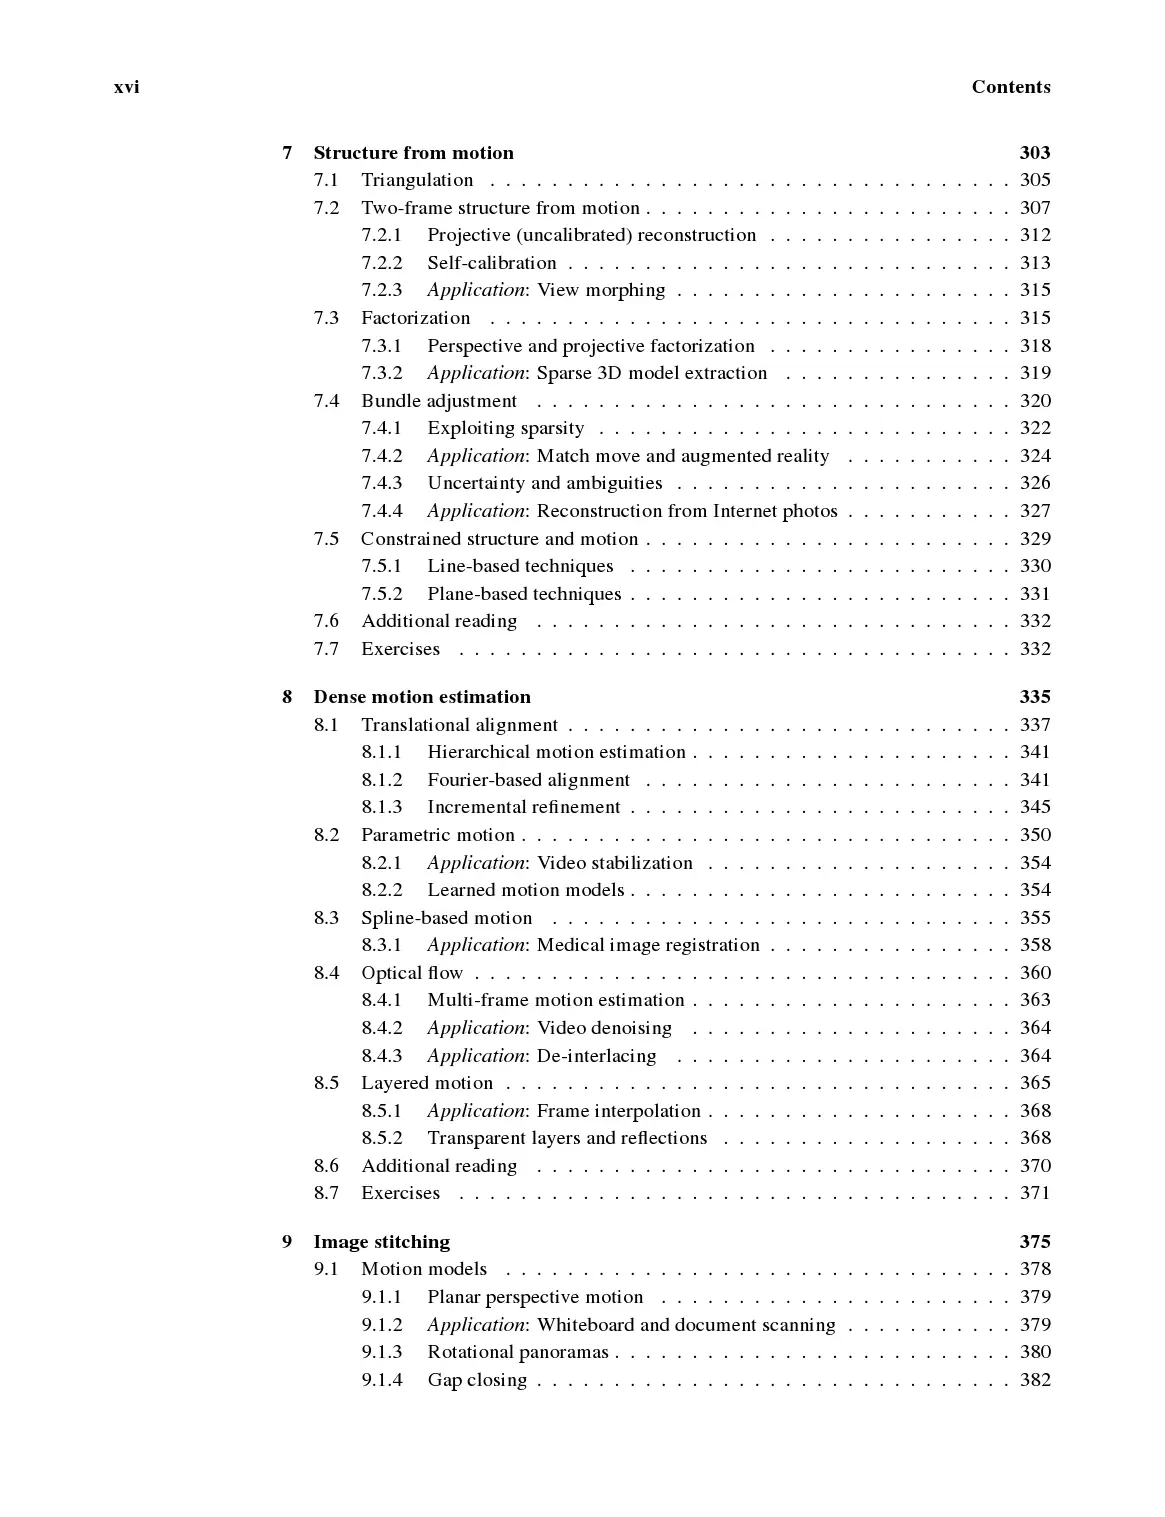 xvi Contents
7 Structure from motion 303
7.1 Triangulation . . . . . . . . . . . . . . . . . . . . . . . . . . . . . . . . . . 305
7.2 Two-frame structure from motion . . . . . . . . . . . . . . . . . . . . . . . . 307
7.2.1 Projective (uncalibrated) reconstruction . . . . . . . . . . . . . . . . 312
7.2.2 Self-calibration . . . . . . . . . . . . . . . . . . . . . . . . . . . . . 313
7.2.3 Application: View morphing . . . . . . . . . . . . . . . . . . . . . . 315
7.3 Factorization . . . . . . . . . . . . . . . . . . . . . . . . . . . . . . . . . . 315
7.3.1 Perspective and projective factorization . . . . . . . . . . . . . . . . 318
7.3.2 Application: Sparse 3D model extraction . . . . . . . . . . . . . . . 319
7.4 Bundle adjustment . . . . . . . . . . . . . . . . . . . . . . . . . . . . . . . 320
7.4.1 Exploiting sparsity . . . . . . . . . . . . . . . . . . . . . . . . . . . 322
7.4.2 Application: Match move and augmented reality . . . . . . . . . . . 324
7.4.3 Uncertainty and ambiguities . . . . . . . . . . . . . . . . . . . . . . 326
7.4.4 Application: Reconstruction from Internet photos . . . . . . . . . . . 327
7.5 Constrained structure and motion . . . . . . . . . . . . . . . . . . . . . . . . 329
7.5.1 Line-based techniques . . . . . . . . . . . . . . . . . . . . . . . . . 330
7.5.2 Plane-based techniques . . . . . . . . . . . . . . . . . . . . . . . . . 331
7.6 Additional reading . . . . . . . . . . . . . . . . . . . . . . . . . . . . . . . 332
7.7 Exercises . . . . . . . . . . . . . . . . . . . . . . . . . . . . . . . . . . . . 332
8 Dense motion estimation 335
8.1 Translational alignment . . . . . . . . . . . . . . . . . . . . . . . . . . . . . 337
8.1.1 Hierarchical motion estimation . . . . . . . . . . . . . . . . . . . . . 341
8.1.2 Fourier-based alignment . . . . . . . . . . . . . . . . . . . . . . . . 341
8.1.3 Incremental refinement . . . . . . . . . . . . . . . . . . . . . . . . . 345
8.2 Parametric motion . . . . . . . . . . . . . . . . . . . . . . . . . . . . . . . . 350
8.2.1 Application: Video stabilization . . . . . . . . . . . . . . . . . . . . 354
8.2.2 Learned motion models . . . . . . . . . . . . . . . . . . . . . . . . . 354
8.3 Spline-based motion . . . . . . . . . . . . . . . . . . . . . . . . . . . . . . 355
8.3.1 Application: Medical image registration . . . . . . . . . . . . . . . . 358
8.4 Optical flow . . . . . . . . . . . . . . . . . . . . . . . . . . . . . . . . . . . 360
8.4.1 Multi-frame motion estimation . . . . . . . . . . . . . . . . . . . . . 363
8.4.2 Application: Video denoising . . . . . . . . . . . . . . . . . . . . . 364
8.4.3 Application: De-interlacing . . . . . . . . . . . . . . . . . . . . . . 364
8.5 Layered motion . . . . . . . . . . . . . . . . . . . . . . . . . . . . . . . . . 365
8.5.1 Application: Frame interpolation . . . . . . . . . . . . . . . . . . . . 368
8.5.2 Transparent layers and reflections . . . . . . . . . . . . . . . . . . . 368
8.6 Additional reading . . . . . . . . . . . . . . . . . . . . . . . . . . . . . . . 370
8.7 Exercises . . . . . . . . . . . . . . . . . . . . . . . . . . . . . . . . . . . . 371
9 Image stitching 375
9.1 Motion models . . . . . . . . . . . . . . . . . . . . . . . . . . . . . . . . . 378
9.1.1 Planar perspective motion . . . . . . . . . . . . . . . . . . . . . . . 379
9.1.2 Application: Whiteboard and document scanning . . . . . . . . . . . 379
9.1.3 Rotational panoramas . . . . . . . . . . . . . . . . . . . . . . . . . . 380
9.1.4 Gap closing . . . . . . . . . . . . . . . . . . . . . . . . . . . . . . . 382